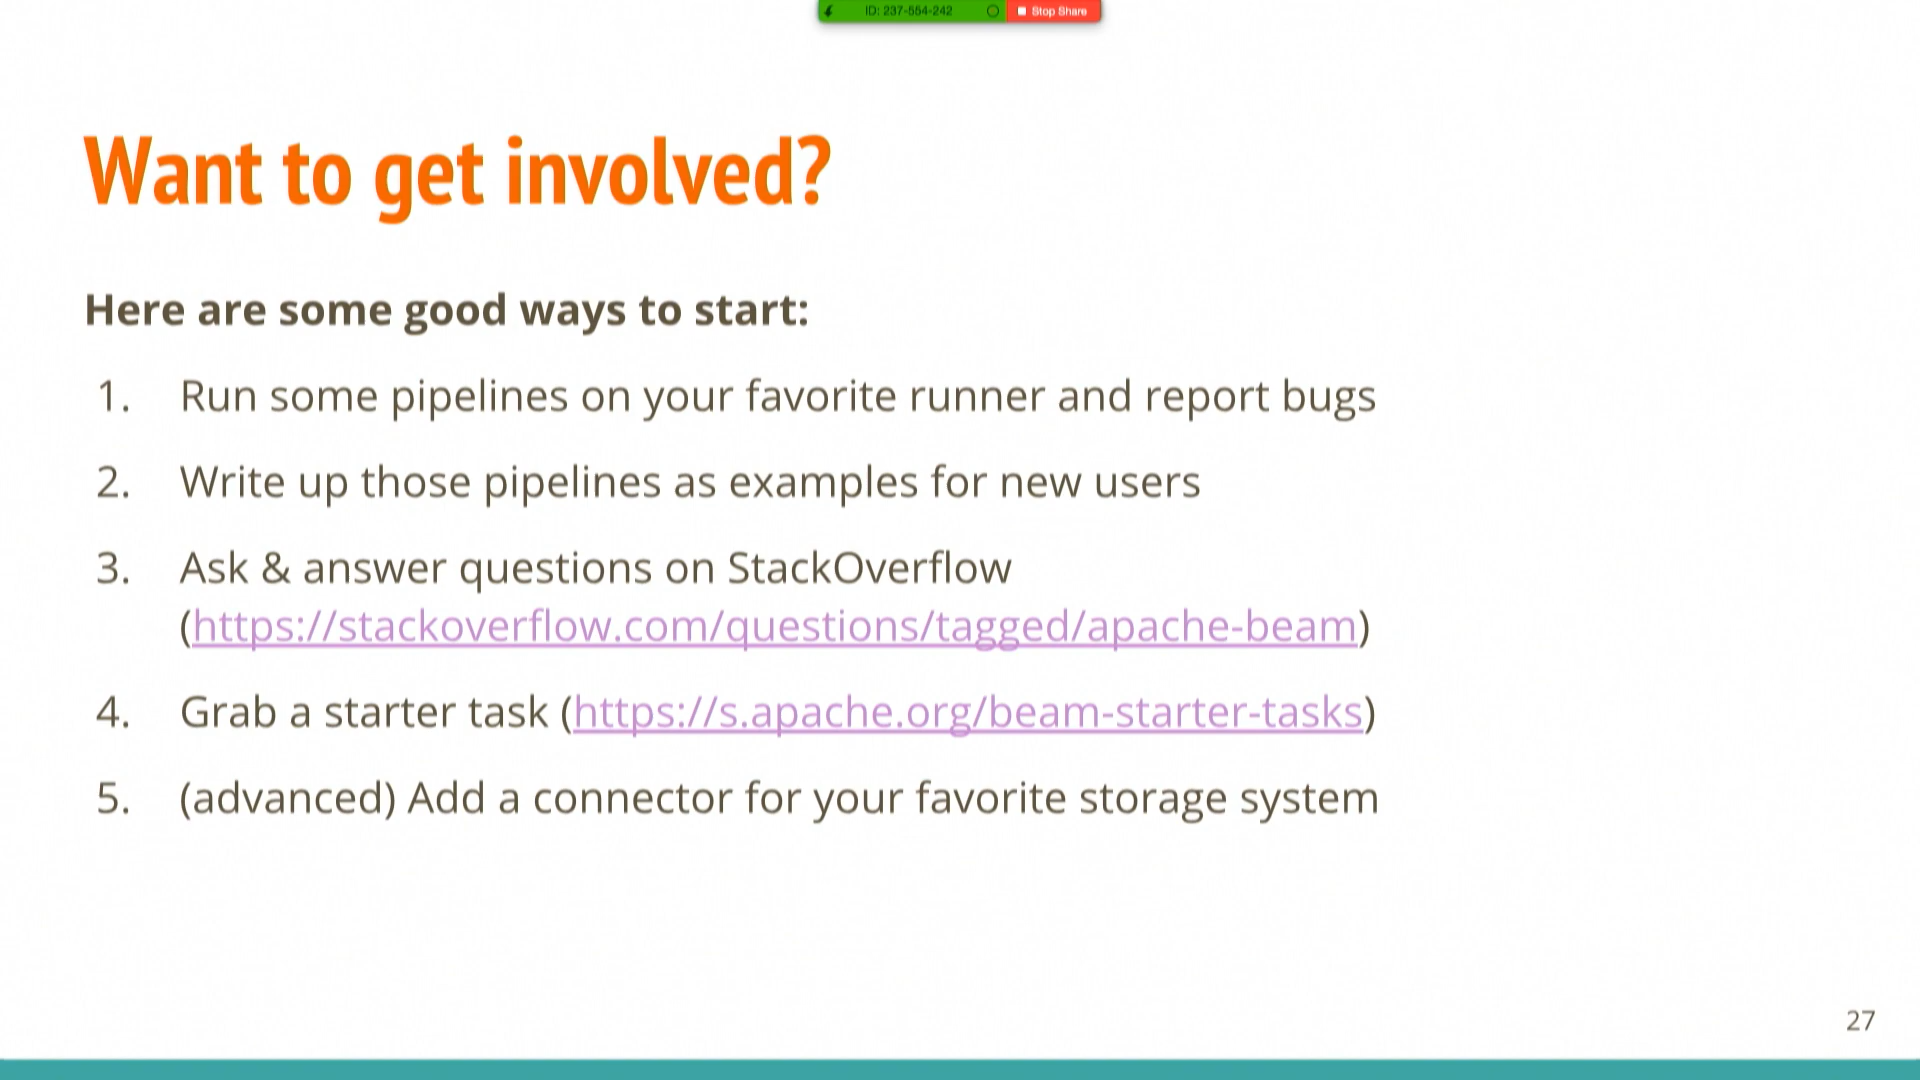 ID: 237-554-242 Stop Share
Want to get involved?
Here are some good ways to start:
1. Run some pipelines on your favorite runner and report bugs
2. Write up those pipelines as examples for new users
3. Ask & answer questions on StackOverflow
(https://stackoverflow.com/questions/tagged/apache-beam)
4. Grab a starter task (https://s.apache.org/beam-starter-tasks)
5. (advanced) Add a connector for your favorite storage system
27